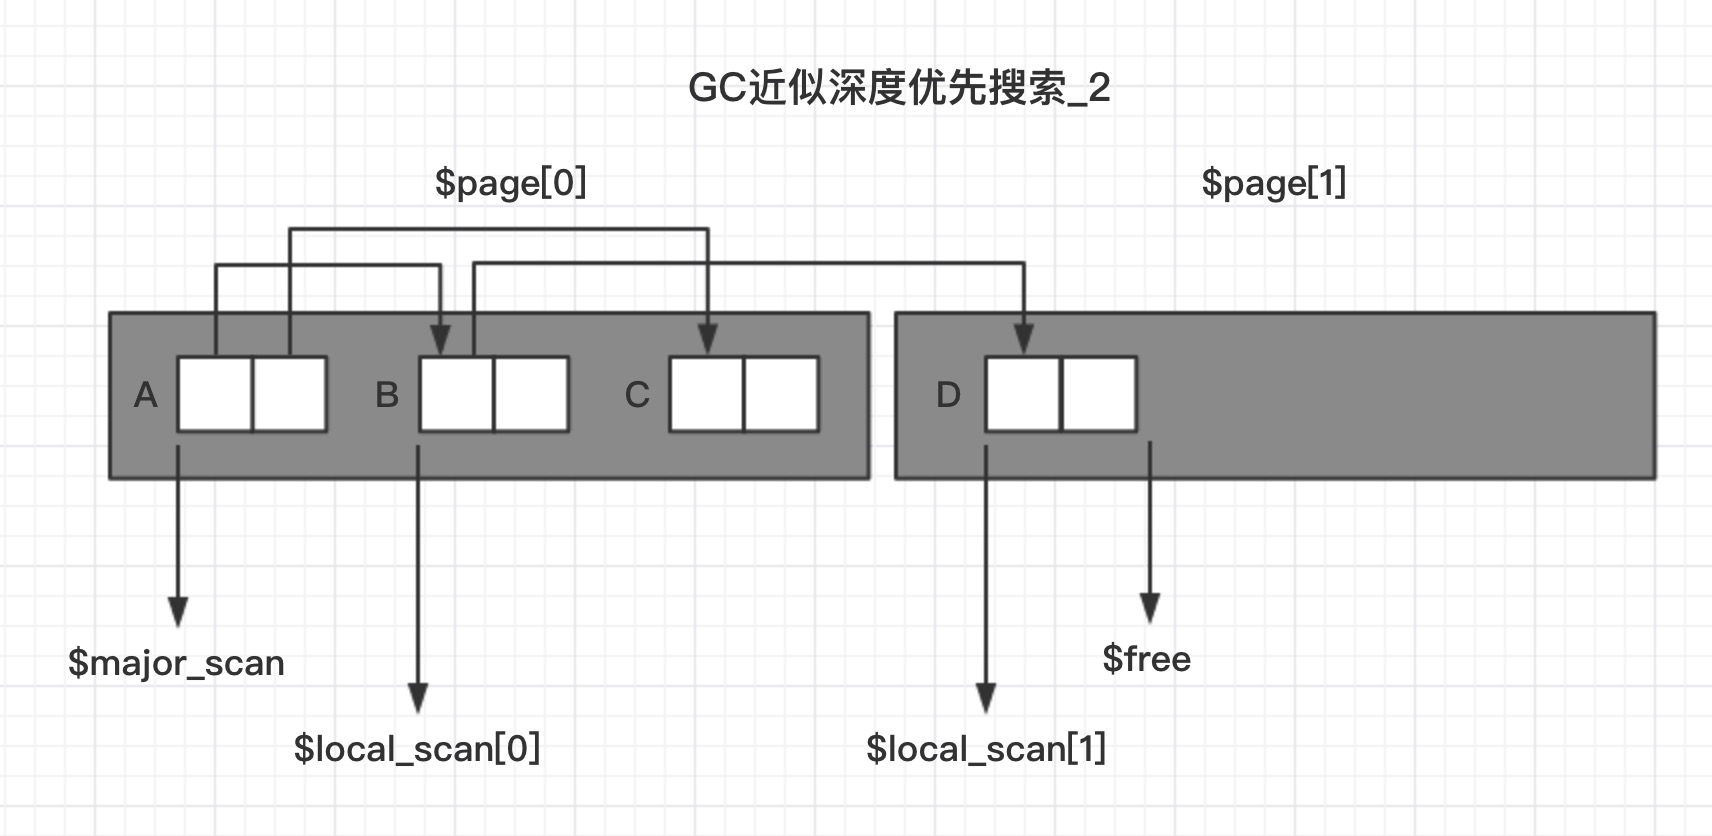 GC近似深度优先搜索_2
$page[0]
$page[1]
A
B
C
D
$major_scan
$free
$local_scan[0]
$local_scan[1]